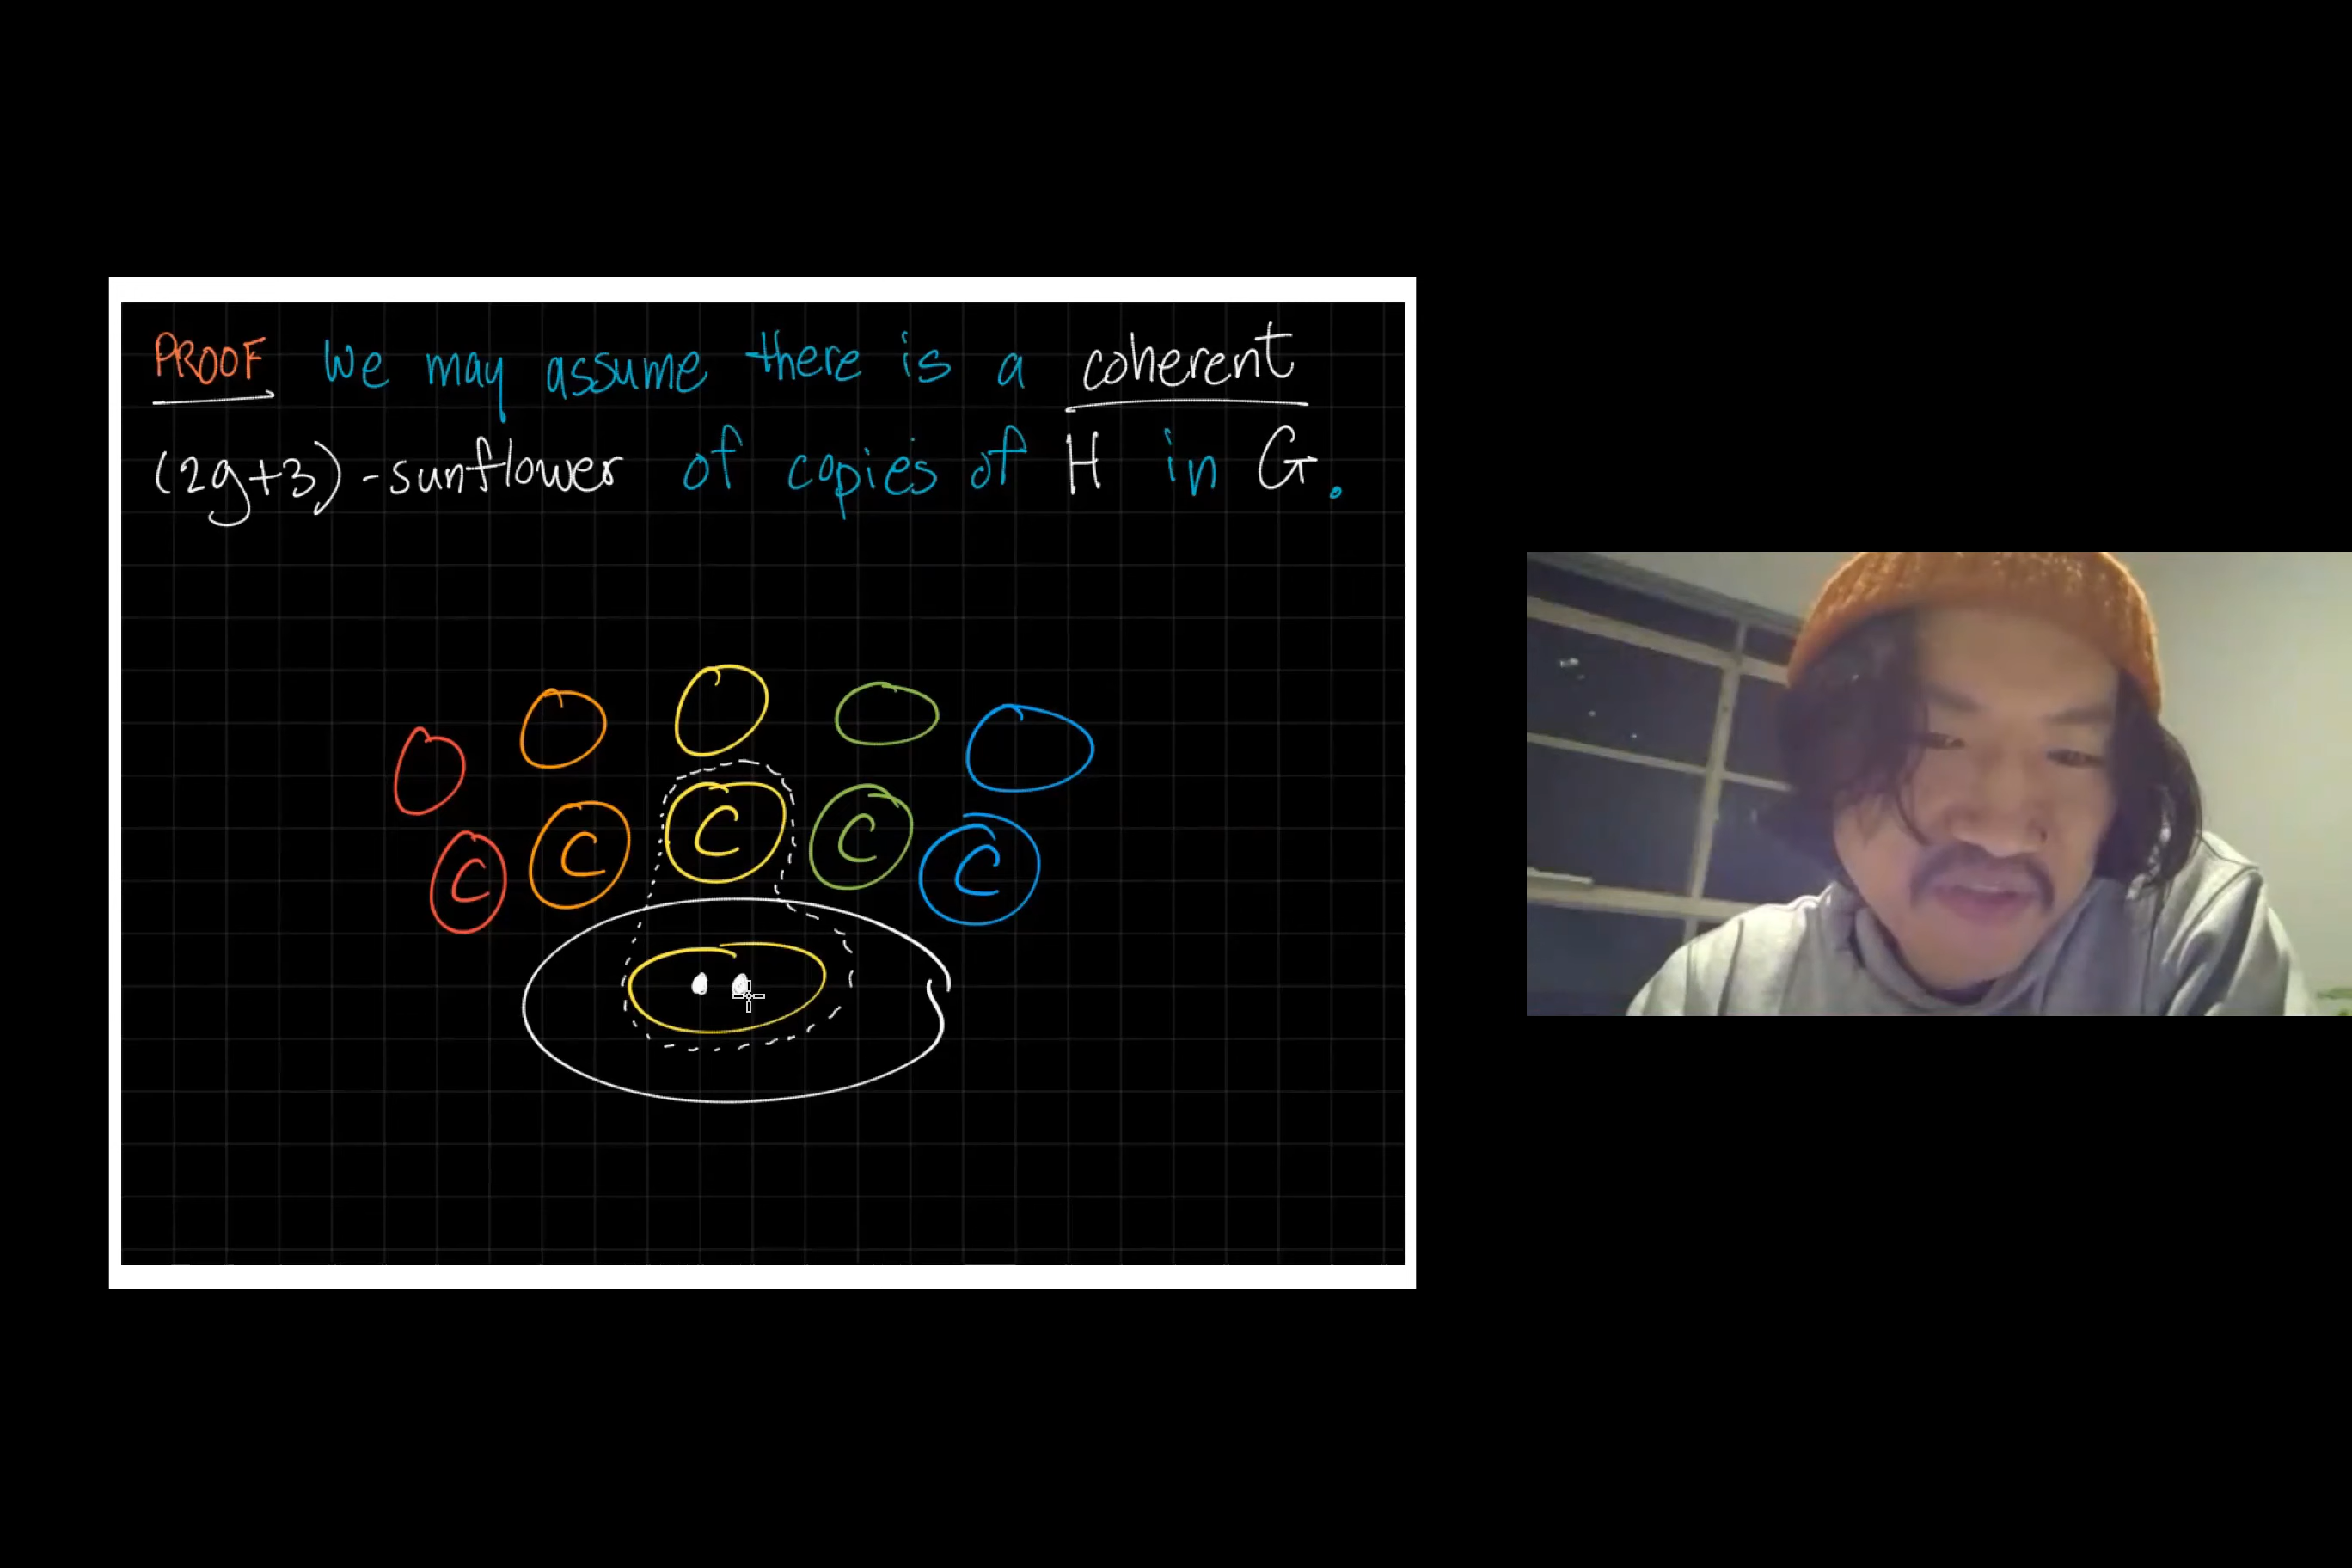 PROOF We may assume there is a coherent
(2g+3)-sunflower of copies of H in G.
C C C C C